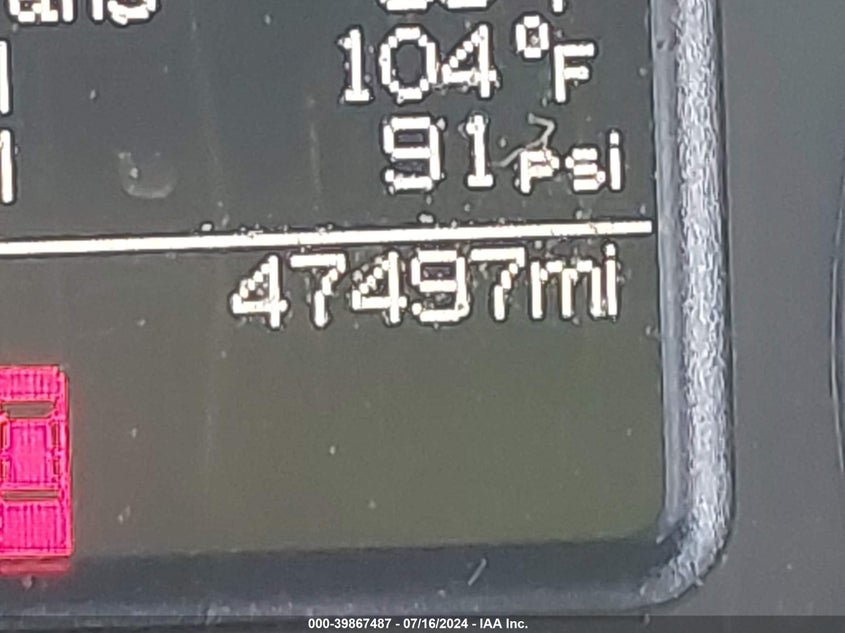 104°F
91psi
47497mi
000-39867487 - 07/16/2024 - IAA Inc.